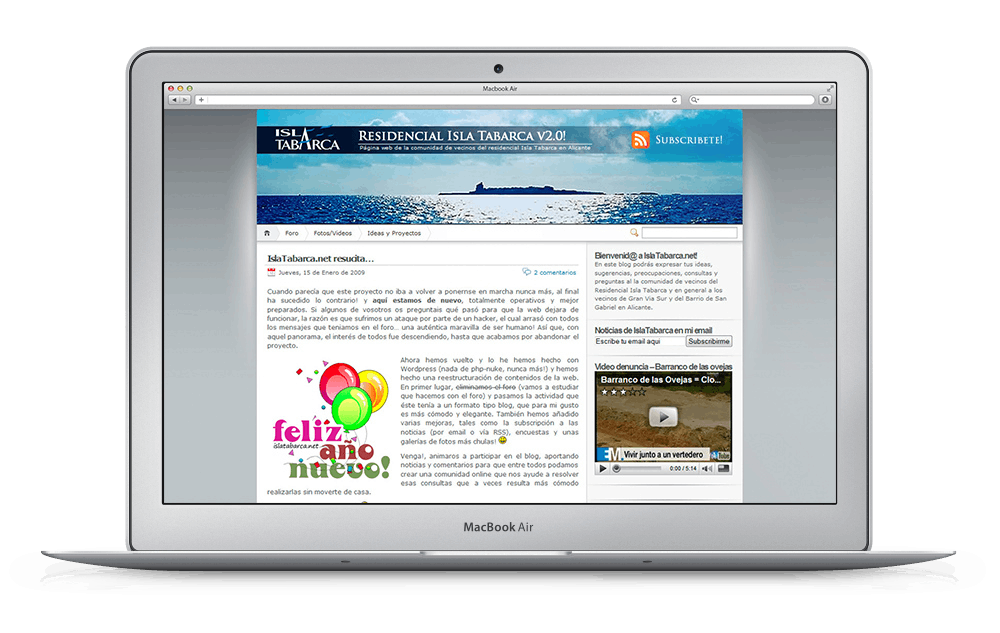 Macbook Air
ISLA
TABARCA
RESIDENCIAL ISLA TABARCA V2.0!
Página web de la comunidad de vecinos del residencial Isla Tabarca en Alicante
SUBSCRIBETE!
Foro
Fotos/Videos
Ideas y Proyectos
IslaTabarca.net resucita...
Jueves, 15 de Enero de 2009
2 comentarios
Cuando parecía que este proyecto no iba a volver a ponernse en marcha nunca más, al final
ha sucedido lo contrario! y aquí estamos de nuevo, totalmente operativos y mejor
preparados. Si algunos de vosotros os preguntais qué pasó para que la web dejara de
funcionar, la razón es que sufrimos un ataque por parte de un hacker, el cual arrasó con todos
los mensajes que teniamos en el foro... una auténtica maravilla de ser humano! Así que, con
aquel panorama, el interés de todos fue descendiendo, hasta que acabamos por abandonar el
proyecto.
feliz
islatabarca.net
año
nuevo!
Ahora hemos vuelto y lo he hemos hecho con
Wordpress (nada de php-nuke, nunca más!) y hemos
hecho una reestructuración de contenidos de la web.
En primer lugar, eliminamos el foro (vamos a estudiar
que hacemos con el foro) y pasamos la actividad que
éste tenía a un formato tipo blog, que para mi gusto
es más cómodo y elegante. También hemos añadido
varias mejoras, tales como la subscripción a las
noticias (por email o vía RSS), encuestas y unas
galerías de fotos más chulas!
Venga!, animaros a participar en el blog, aportando
noticias y comentarios para que entre todos podamos
crear una comunidad online que nos ayude a resolver
esas consultas que a veces resulta más cómodo
realizarlas sin moverte de casa.
Bienvenid@ a IslaTabarca.net!
En este blog podrás expresar tus ideas,
sugerencias, preocupaciones, consultas y
preguntas al la comunidad de vecinos del
Residencial Isla Tabarca y en general a los
vecinos de Gran Via Sur y del Barrio de San
Gabriel en Alicante.
Noticias de IslaTabarca en mi email
Escribe tu email aqui
Subscribirme
Video denuncia – Barranco de las ovejas
Barranco de las Ovejas = Clo...
EM Vivir junto a un vertedero
0:00 / 5:14
MacBook Air